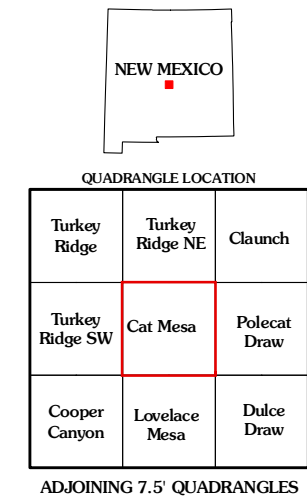 NEW MEXICO
QUADRANGLE LOCATION
Turkey
Ridge
Turkey
Ridge NE
Claunch
Turkey
Ridge SW
Cat Mesa
Polecat
Draw
Cooper
Canyon
Lovelace
Mesa
Dulce
Draw
ADJOINING 7.5' QUADRANGLES